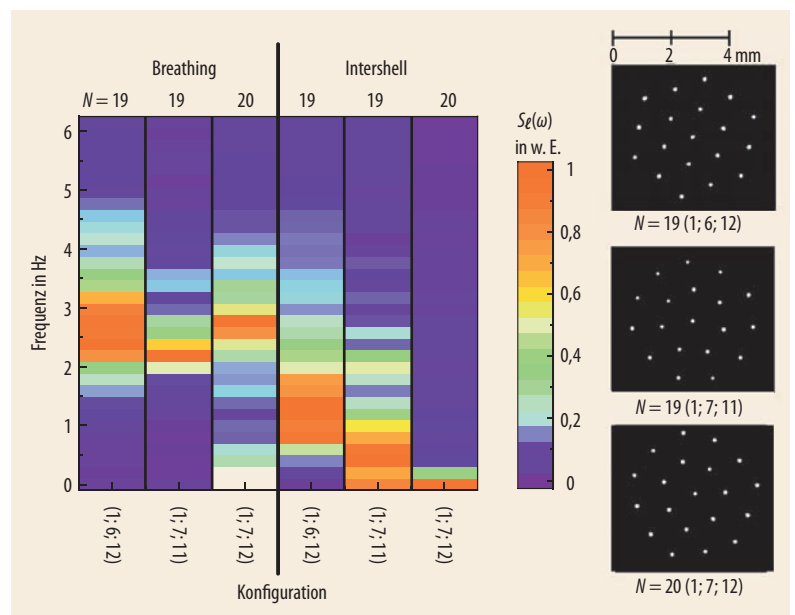 Breathing
Intershell
N = 19
19
20
19
19
20
Frequenz in Hz
6
5
4
3
2
1
0
(1; 6; 12)
(1; 7; 11)
(1; 7; 12)
(1; 6; 12)
(1; 7; 11)
(1; 7; 12)
Konfiguration
Sℓ(ω)
in w. E.
1
0,8
0,6
0,4
0,2
0
0 2 4 mm
N = 19 (1; 6; 12)
N = 19 (1; 7; 11)
N = 20 (1; 7; 12)